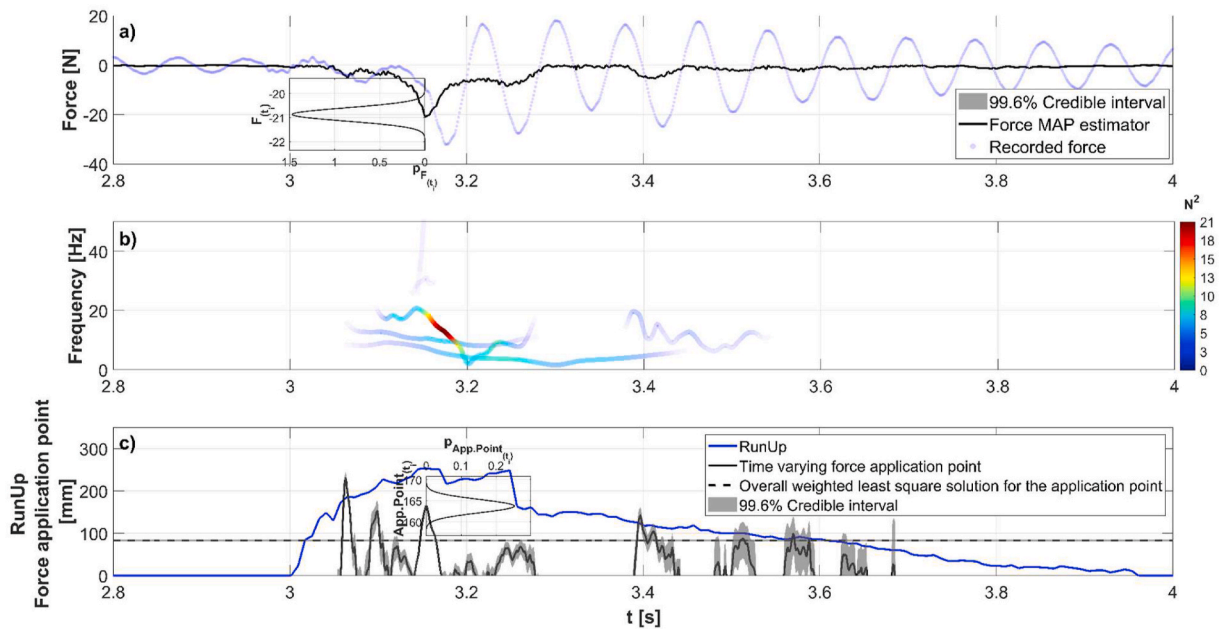 a)
Force [N]
20
0
-20
-40
F(ti)
-20
-21
-22
1.5 1 0.5 0
pF(ti)
99.6% Credible interval
Force MAP estimator
Recorded force
2.8 3 3.2 3.4 3.6 3.8 4
b)
Frequency [Hz]
40
20
0
2.8 3 3.2 3.4 3.6 3.8 4
N²
21
18
15
13
10
8
5
3
0
c)
RunUp
Force application point
[mm]
300
200
100
0
pApp.Point(ti)
0 0.1 0.2
App.Point(ti)
170
165
160
RunUp
Time varying force application point
Overall weighted least square solution for the application point
99.6% Credible interval
2.8 3 3.2 3.4 3.6 3.8 4
t [s]